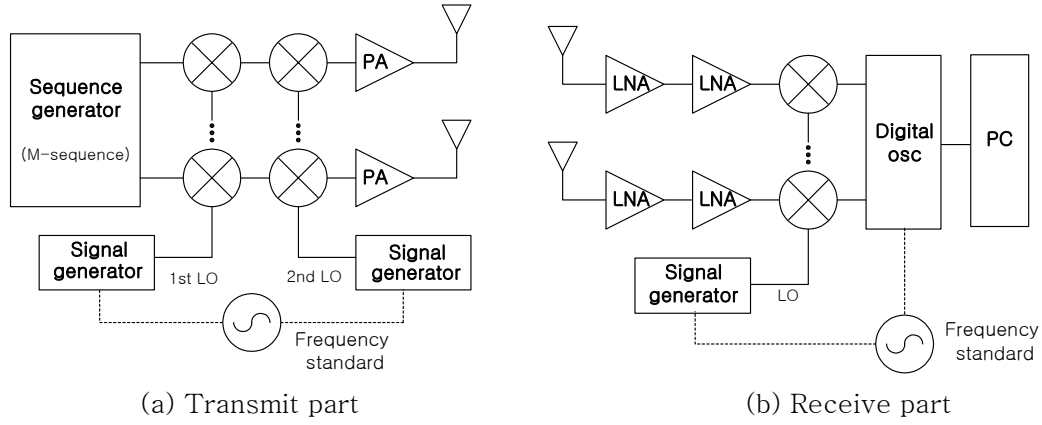 Sequence
generator
(M-sequence)
PA
PA
Signal
generator
1st LO
2nd LO
Signal
generator
Frequency
standard
(a) Transmit part
LNA
LNA
LNA
LNA
Digital
osc
PC
Signal
generator
LO
Frequency
standard
(b) Receive part